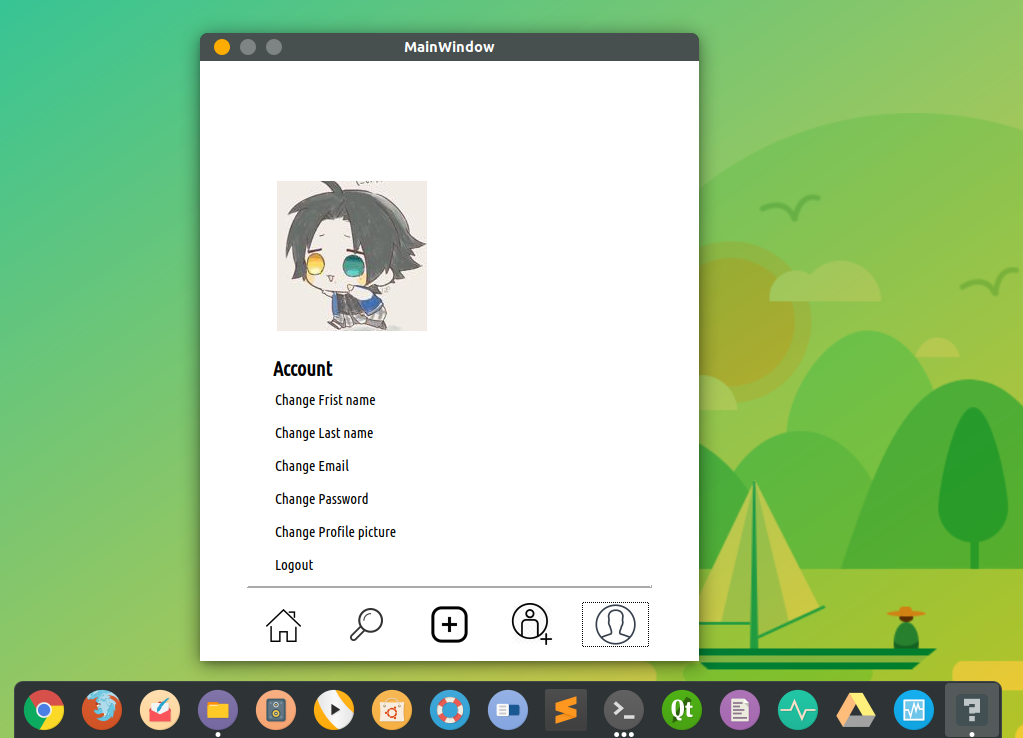 MainWindow
Account
Change Frist name
Change Last name
Change Email
Change Password
Change Profile picture
Logout
Qt